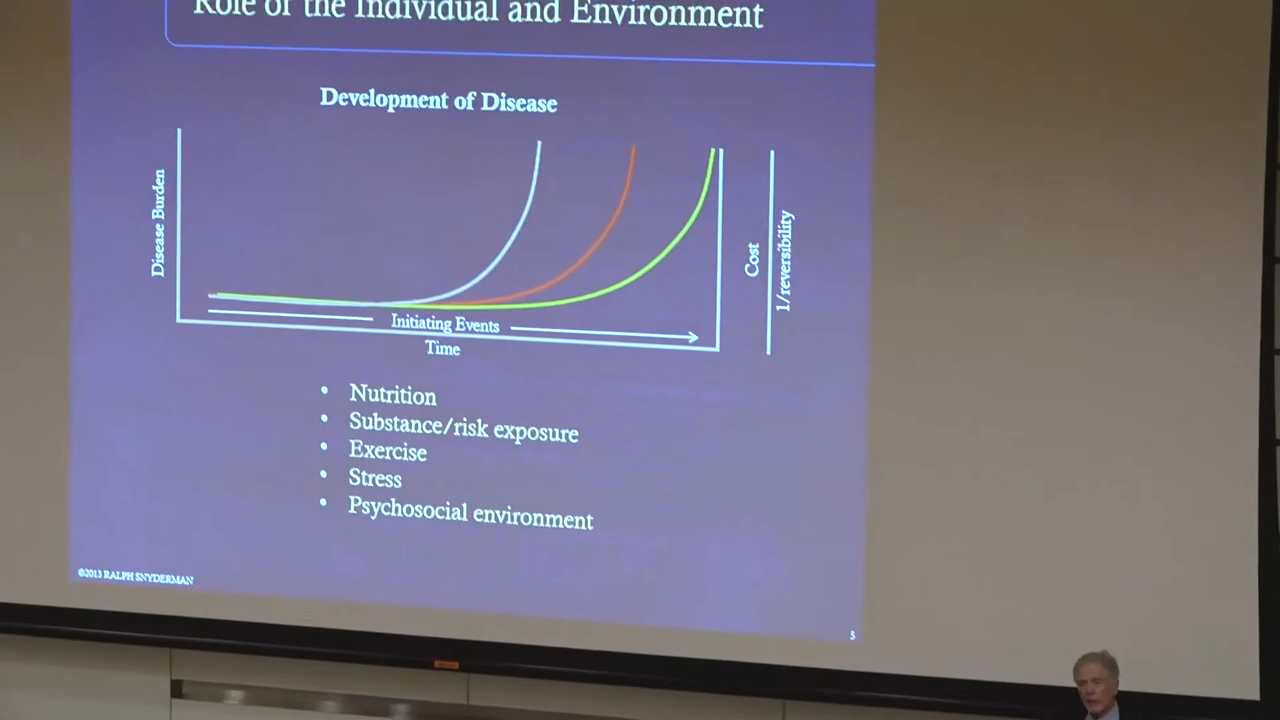 Role of the Individual and Environment
Development of Disease
Disease Burden
Initiating Events
Time
Cost
1/reversibility
• Nutrition
• Substance/risk exposure
• Exercise
• Stress
• Psychosocial environment
©2013 RALPH SNYDERMAN
5